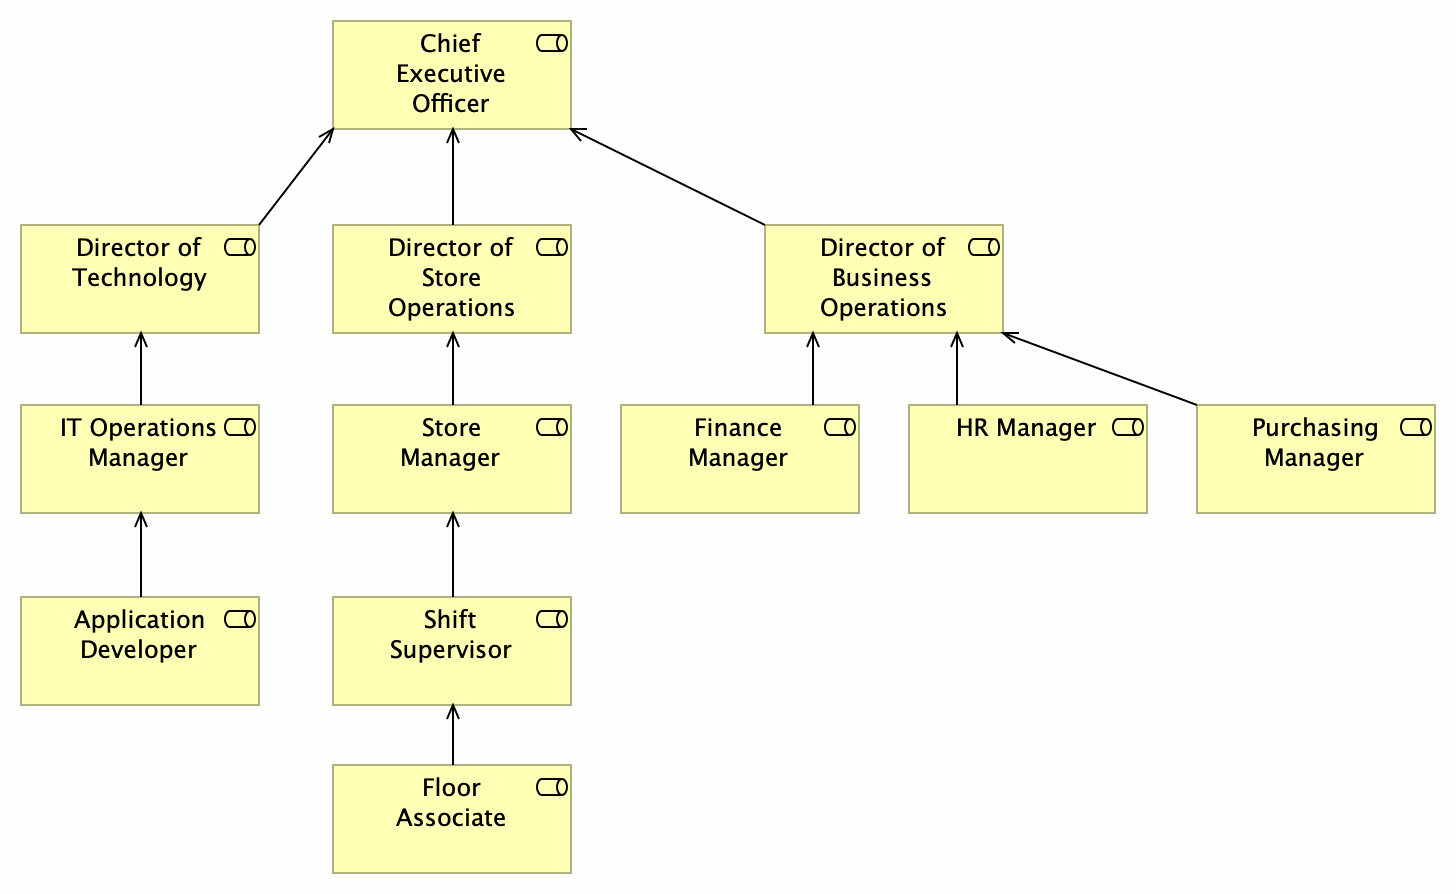 Chief
Executive
Officer
Director of
Technology
Director of
Store
Operations
Director of
Business
Operations
IT Operations
Manager
Store
Manager
Finance
Manager
HR Manager
Purchasing
Manager
Application
Developer
Shift
Supervisor
Floor
Associate